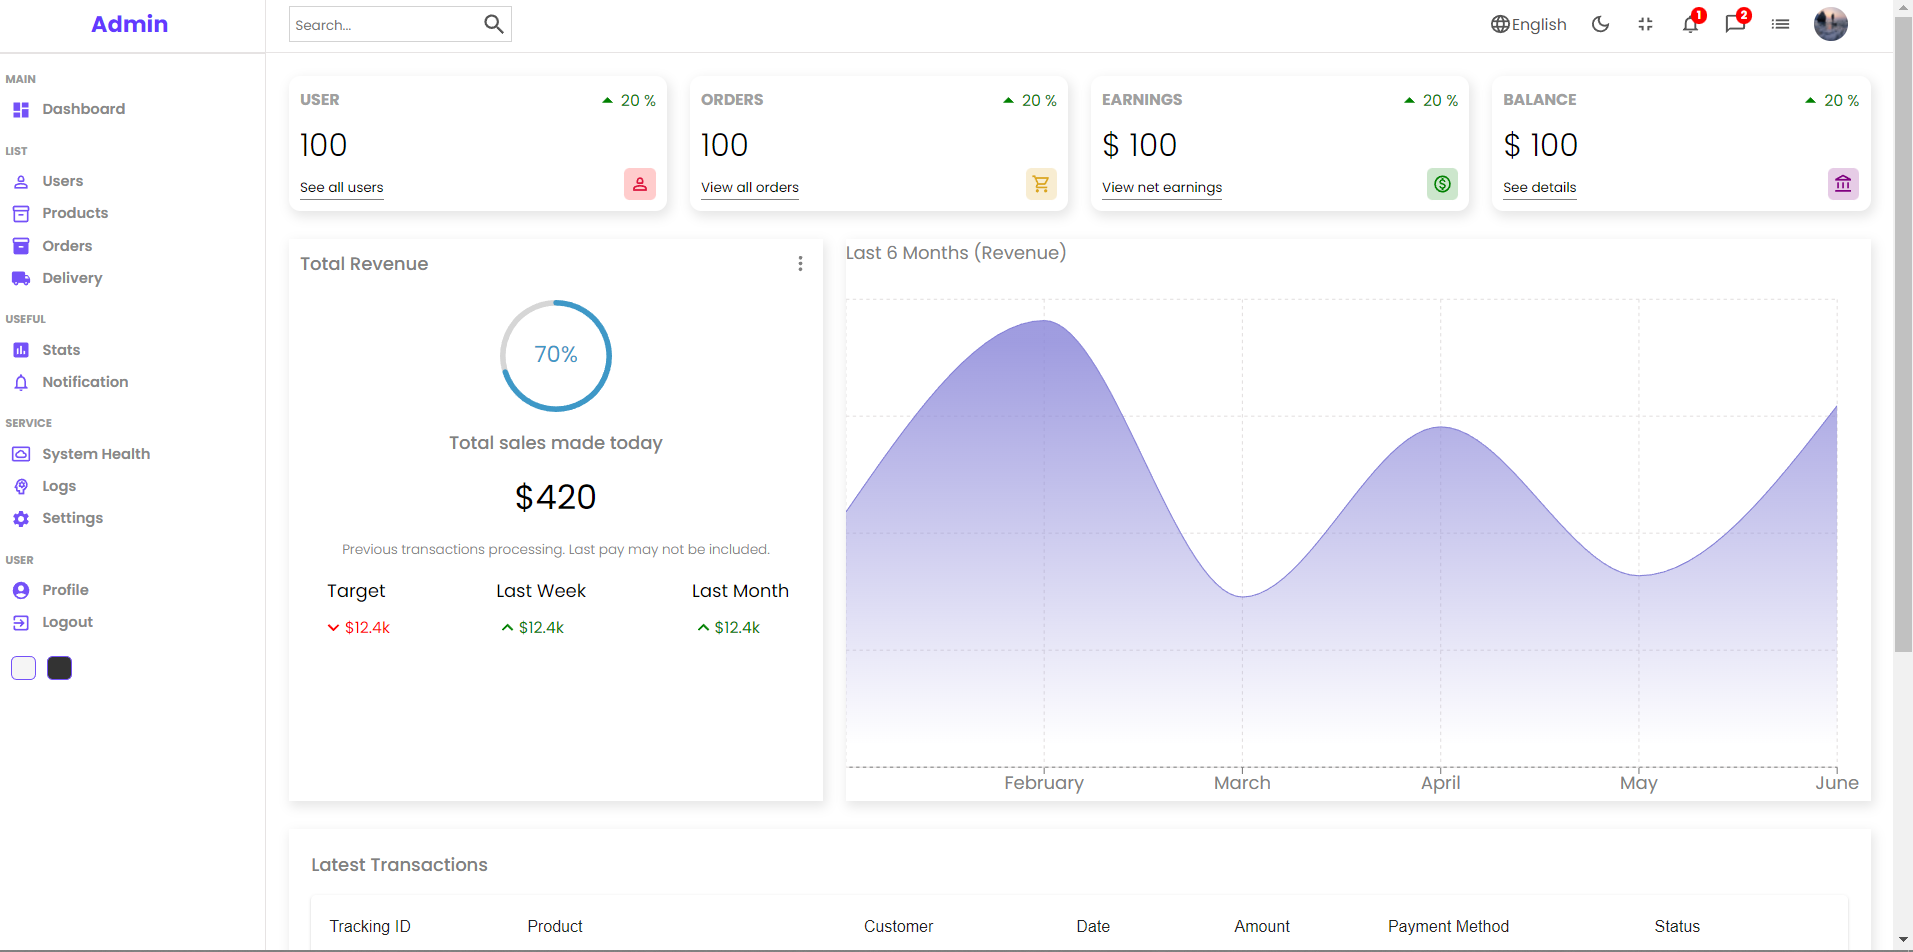 Admin
Search...
English
1
2
MAIN
Dashboard
LIST
Users
Products
Orders
Delivery
USEFUL
Stats
Notification
SERVICE
System Health
Logs
Settings
USER
Profile
Logout
USER 20 %
100
See all users
ORDERS 20 %
100
View all orders
EARNINGS 20 %
$ 100
View net earnings
BALANCE 20 %
$ 100
See details
Total Revenue
70%
Total sales made today
$420
Previous transactions processing. Last pay may not be included.
Target Last Week Last Month
$12.4k $12.4k $12.4k
Last 6 Months (Revenue)
February March April May June
Latest Transactions
Tracking ID Product Customer Date Amount Payment Method Status